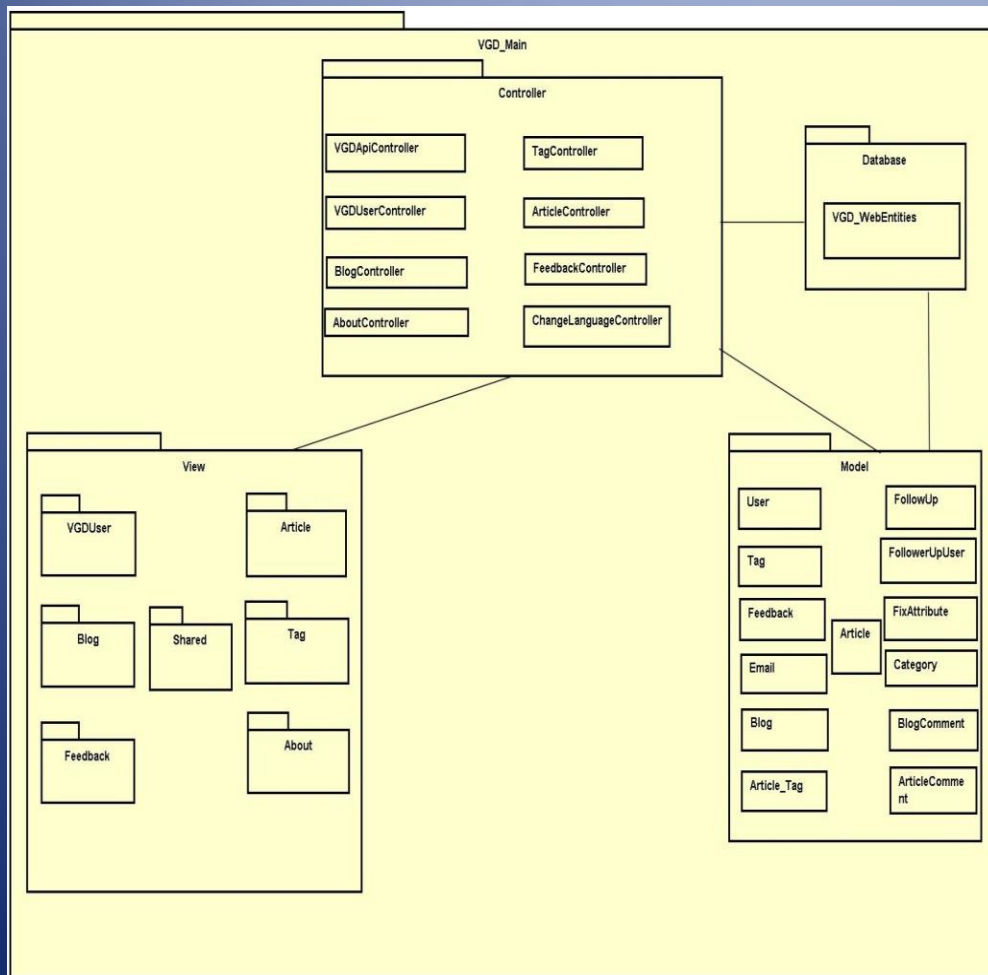 VGD_Main
Controller
VGDApiController
TagController
VGDUserController
ArticleController
BlogController
FeedbackController
AboutController
ChangeLanguageController
Database
VGD_WebEntities
View
VGDUser
Article
Blog
Shared
Tag
Feedback
About
Model
User
FollowUp
Tag
FollowerUpUser
Feedback
FixAttribute
Article
Email
Category
Blog
BlogComment
Article_Tag
ArticleComme
nt